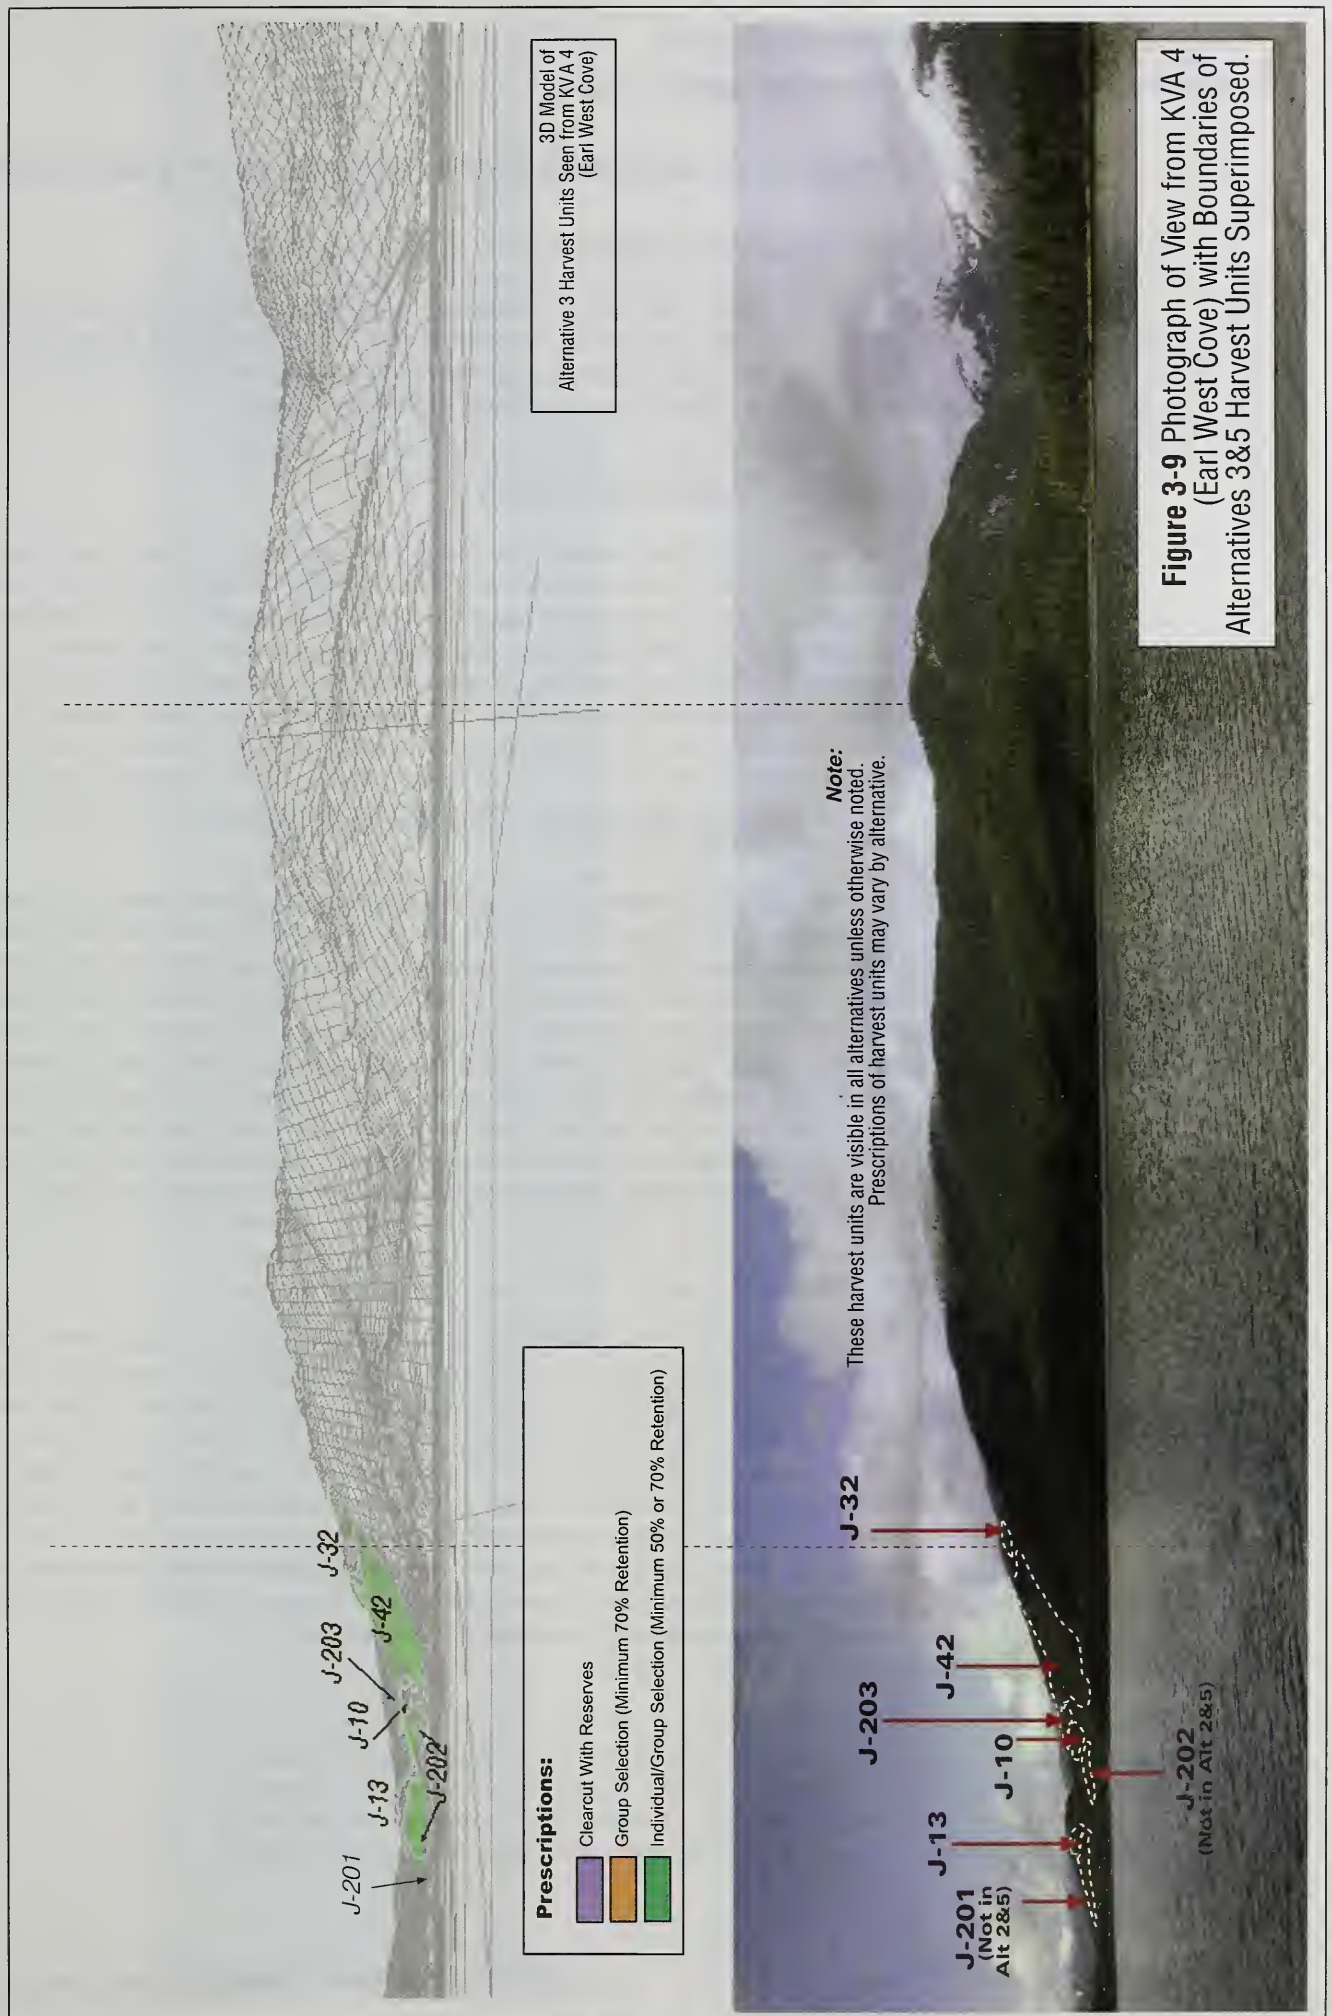 J-201
J-13
J-10
J-203
J-32
J-42
J-202
3D Model of
Alternative 3 Harvest Units Seen from KVA 4
(Earl West Cove)
Prescriptions:
Clearcut With Reserves
Group Selection (Minimum 70% Retention)
Individual/Group Selection (Minimum 50% or 70% Retention)
Note:
These harvest units are visible in all alternatives unless otherwise noted.
Prescriptions of harvest units may vary by alternative.
J-32
J-203
J-42
J-10
J-13
J-201
(Not in
Alt 2&5)
J-202
(Not in Alt 2&5)
Figure 3-9 Photograph of View from KVA 4
(Earl West Cove) with Boundaries of
Alternatives 3&5 Harvest Units Superimposed.